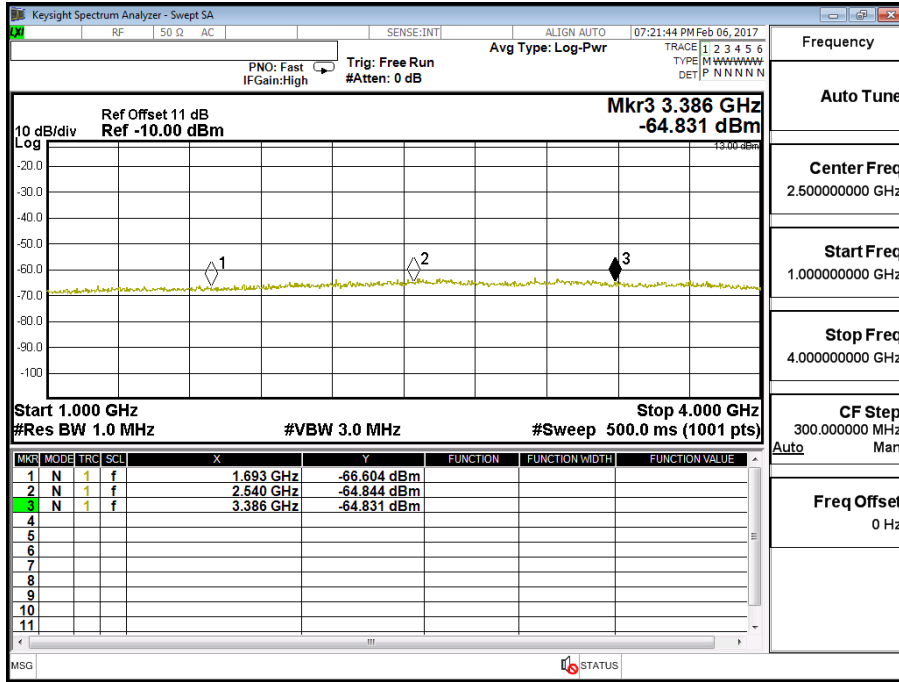 Keysight Spectrum Analyzer - Swept SA
LXI RF 50 Ω AC SENSE:INT ALIGN AUTO 07:21:44 PM Feb 06, 2017
Avg Type: Log-Pwr
TRACE 1 2 3 4 5 6
PNO: Fast Trig: Free Run
TYPE M WWWWW
IFGain:High #Atten: 0 dB
DET P N N N N N
Frequency
Auto Tune
Center Freq
2.500000000 GHz
Start Freq
1.000000000 GHz
Stop Freq
4.000000000 GHz
CF Step
300.000000 MHz
Auto Man
Freq Offset
0 Hz
Mkr3 3.386 GHz
-64.831 dBm
Ref Offset 11 dB
10 dB/div Ref -10.00 dBm
Log
-13.00 dBm
-20.0
-30.0
-40.0
-50.0
-60.0
-70.0
-80.0
-90.0
-100
1
2
3
Start 1.000 GHz Stop 4.000 GHz
#Res BW 1.0 MHz #VBW 3.0 MHz #Sweep 500.0 ms (1001 pts)
MKR MODE TRC SCL X Y FUNCTION FUNCTION WIDTH FUNCTION VALUE
1 N 1 f 1.693 GHz -66.604 dBm
2 N 1 f 2.540 GHz -64.844 dBm
3 N 1 f 3.386 GHz -64.831 dBm
4
5
6
7
8
9
10
11
MSG STATUS